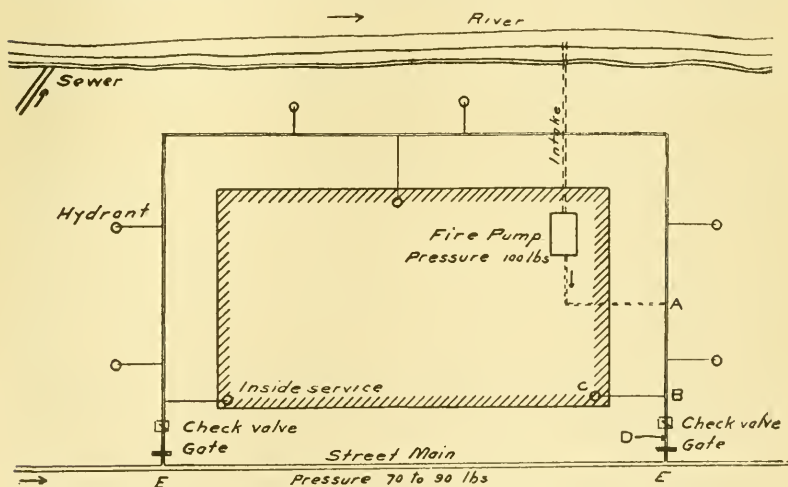 River
Sewer
Intake
Hydrant
Fire Pump
Pressure 100 lbs
A
Inside service
C
B
Check valve
Gate
D
Check valve
Gate
Street Main
E
Pressure 70 to 90 lbs
E